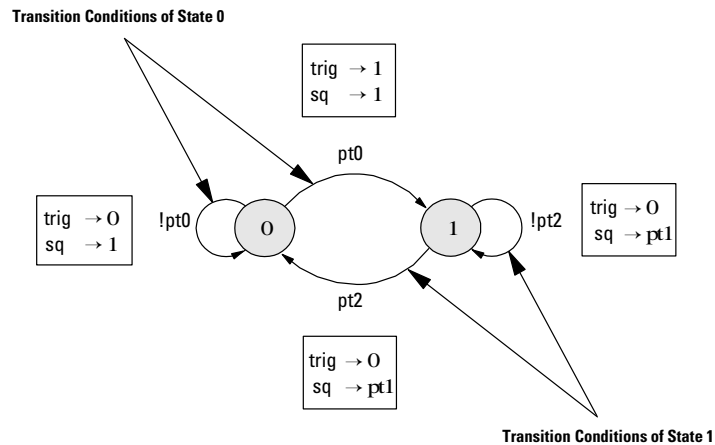 Transition Conditions of State 0
trig → 1
sq → 1
pt0
trig → 0
sq → 1
!pt0
0
1
!pt2
trig → 0
sq → pt1
pt2
trig → 0
sq → pt1
Transition Conditions of State 1